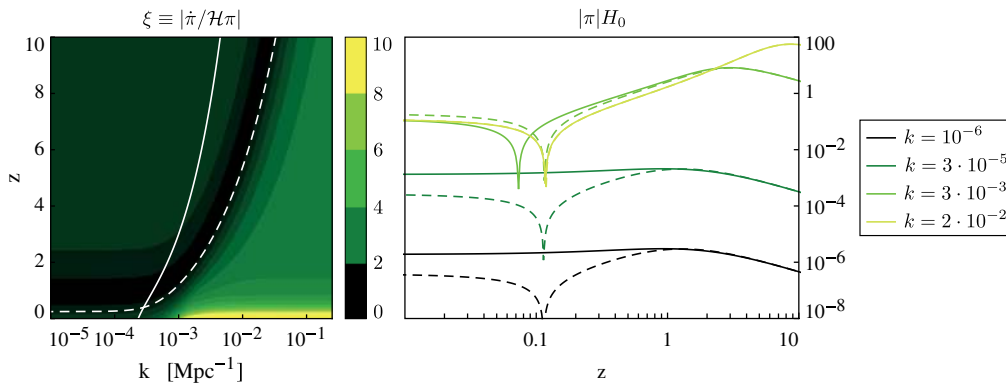 ξ ≡ |π̇/ℋπ|
10
8
6
4
2
0
z
10⁻⁵ 10⁻⁴ 10⁻³ 10⁻² 10⁻¹
k [Mpc⁻¹]
10
8
6
4
2
0
|π|H₀
100
1
10⁻²
10⁻⁴
10⁻⁶
10⁻⁸
0.1 1 10
z
k = 10⁻⁶
k = 3 · 10⁻⁵
k = 3 · 10⁻³
k = 2 · 10⁻²